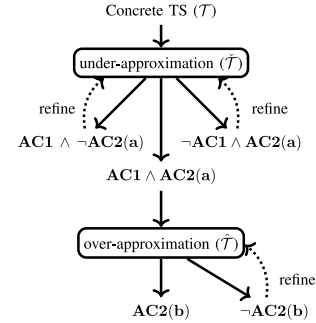 Concrete TS (𝒯)
under-approximation (𝒯̌)
refine refine
AC1 ∧ ¬AC2(a) ¬AC1 ∧ AC2(a)
AC1 ∧ AC2(a)
over-approximation (𝒯̂)
refine
AC2(b) ¬AC2(b)